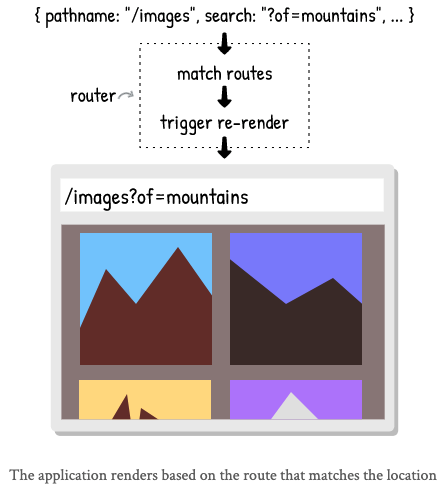 { pathname: "/images", search: "?of=mountains", ... }
match routes
router
trigger re-render
/images?of=mountains
The application renders based on the route that matches the location